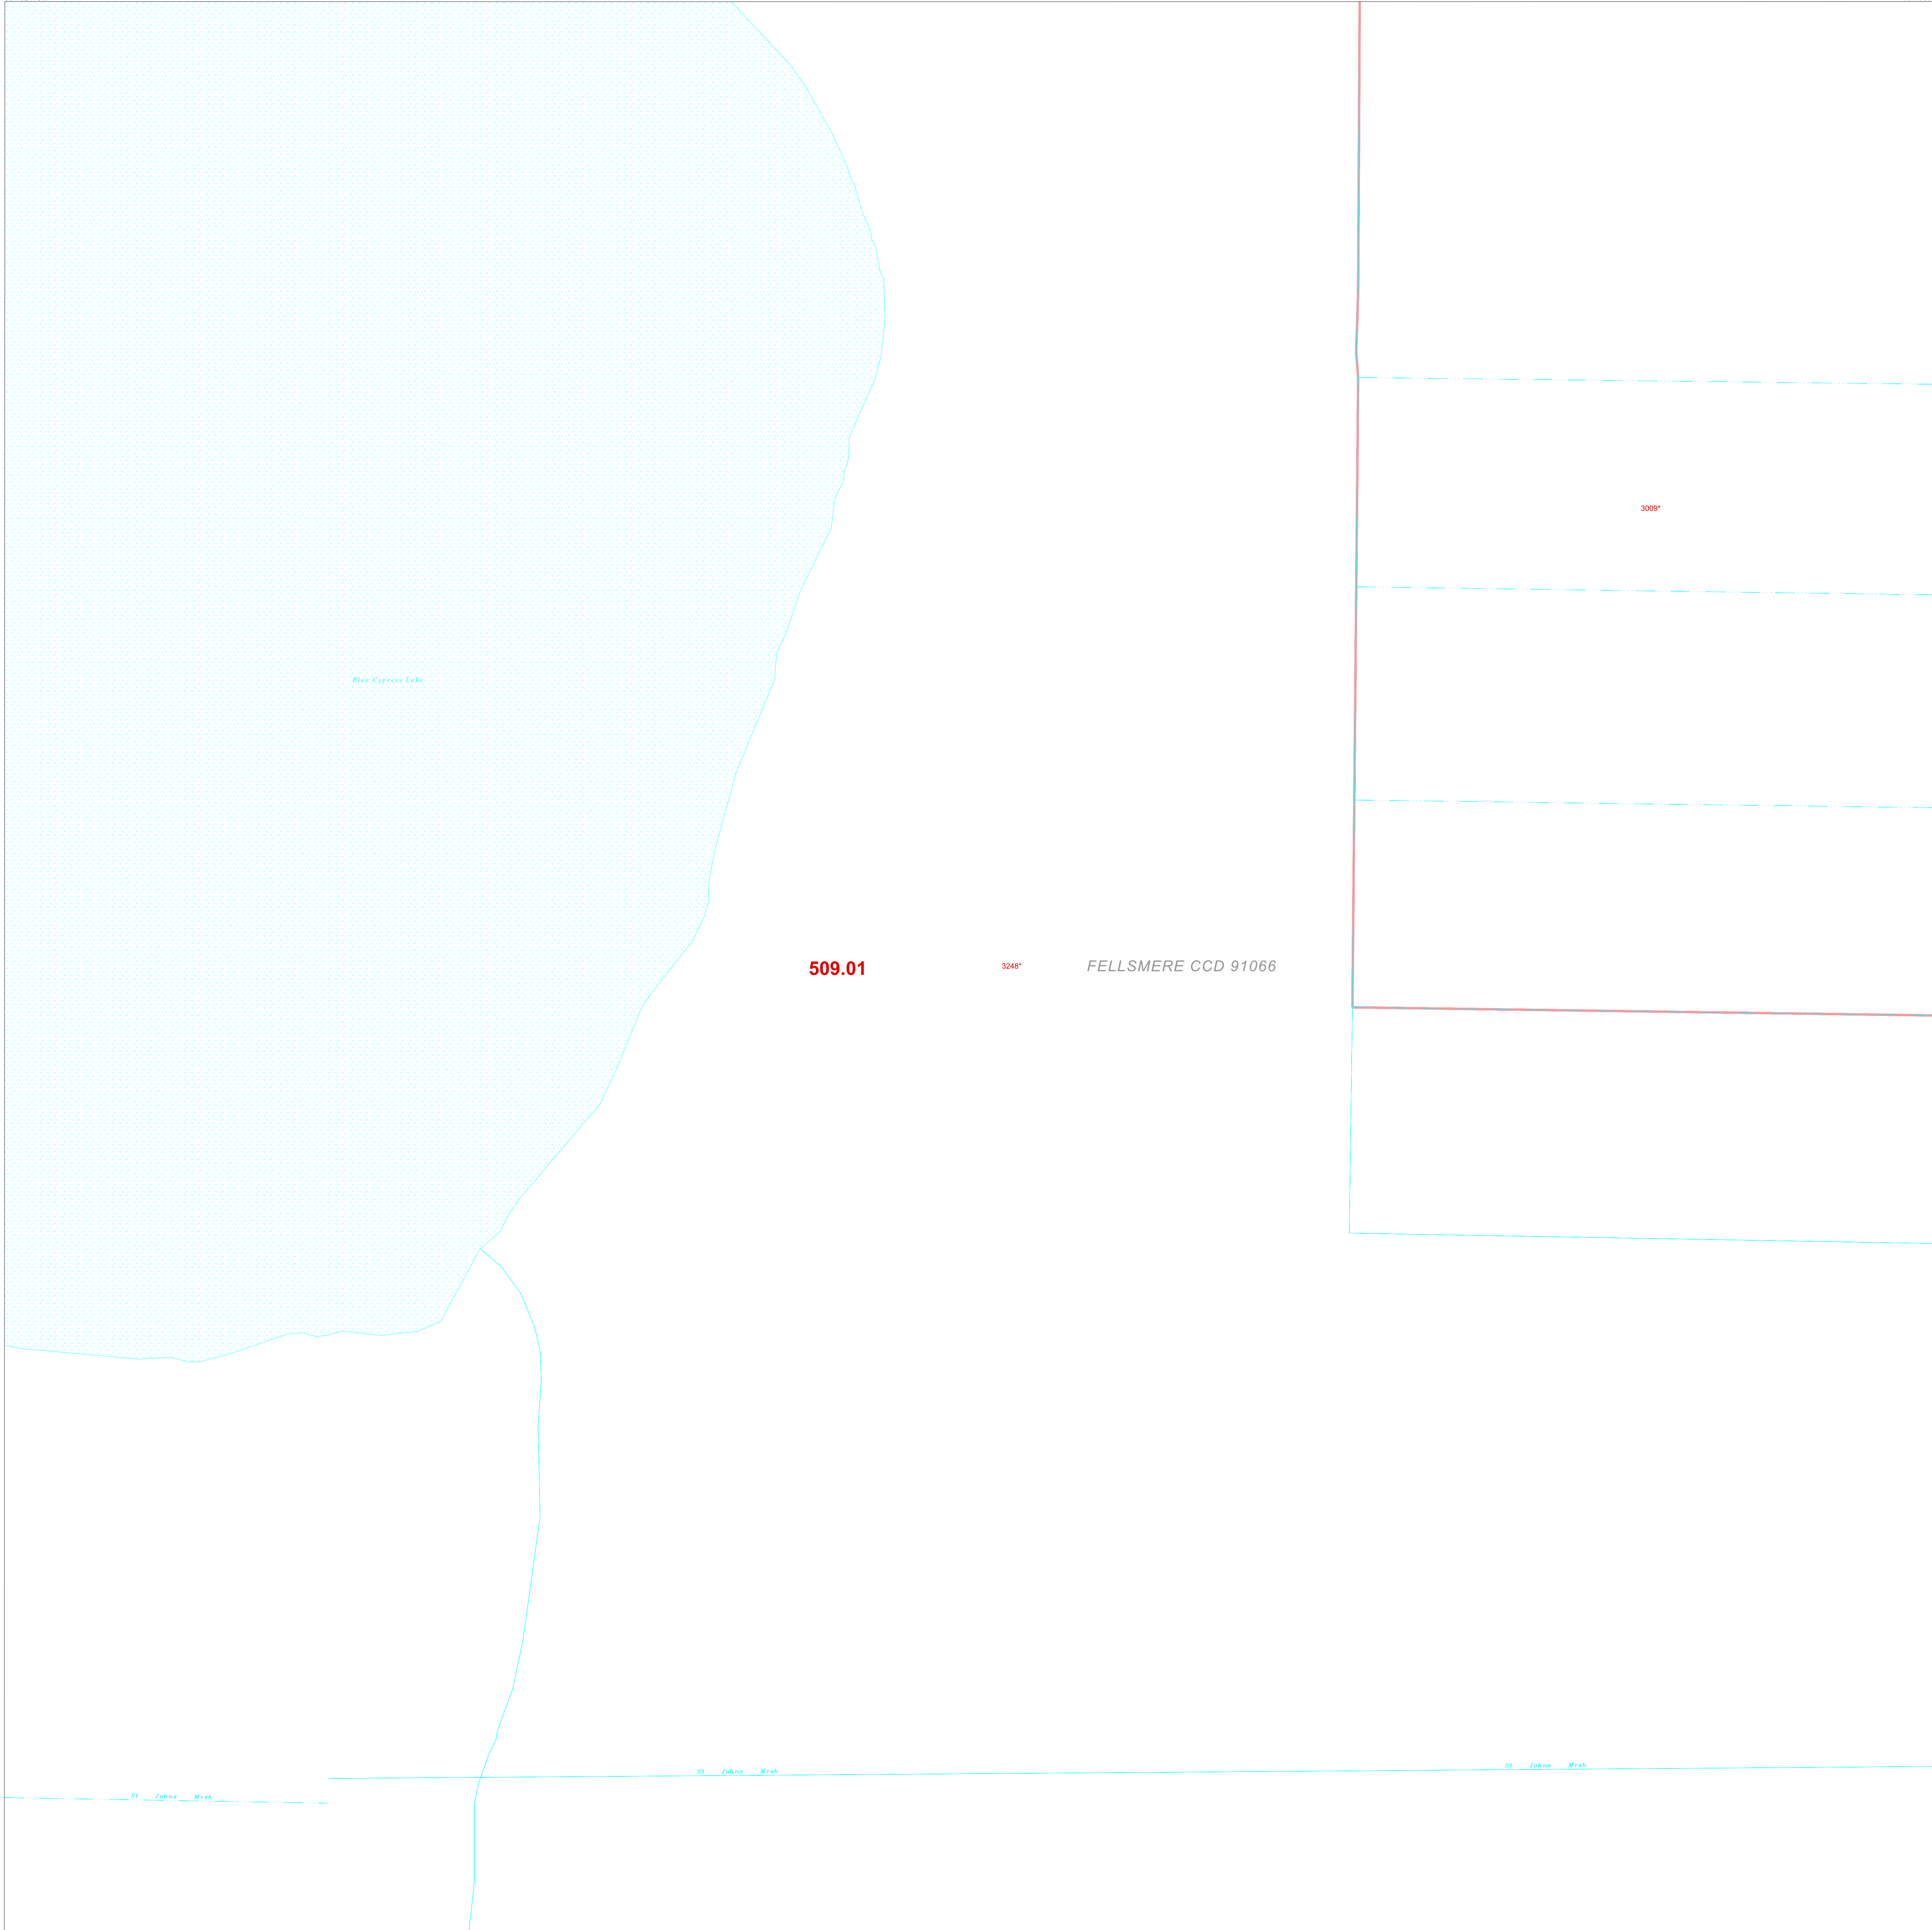 3009*
Blue Cypress Lake
509.01
3248*
FELLSMERE CCD 91066
St Johns Mrsh
St Johns Mrsh
St Johns Mrsh